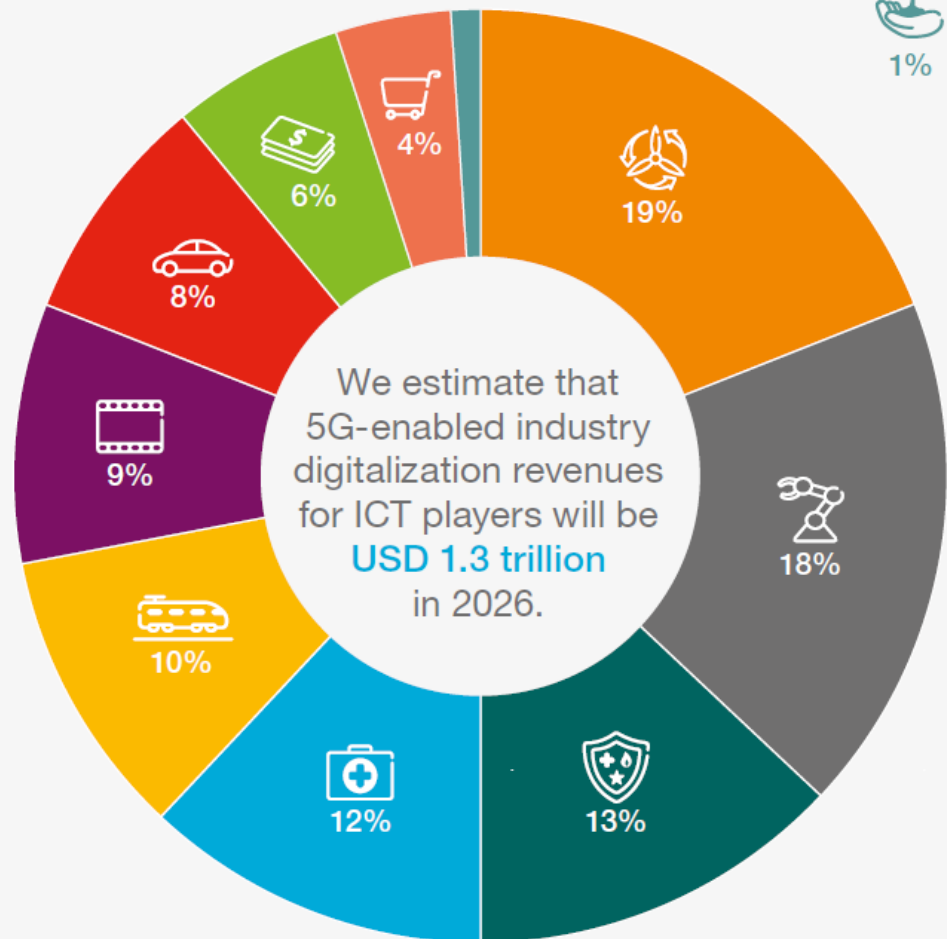 1%
4%
6%
19%
8%
We estimate that
5G-enabled industry
digitalization revenues
for ICT players will be
USD 1.3 trillion
in 2026.
9%
18%
10%
12%
13%
$